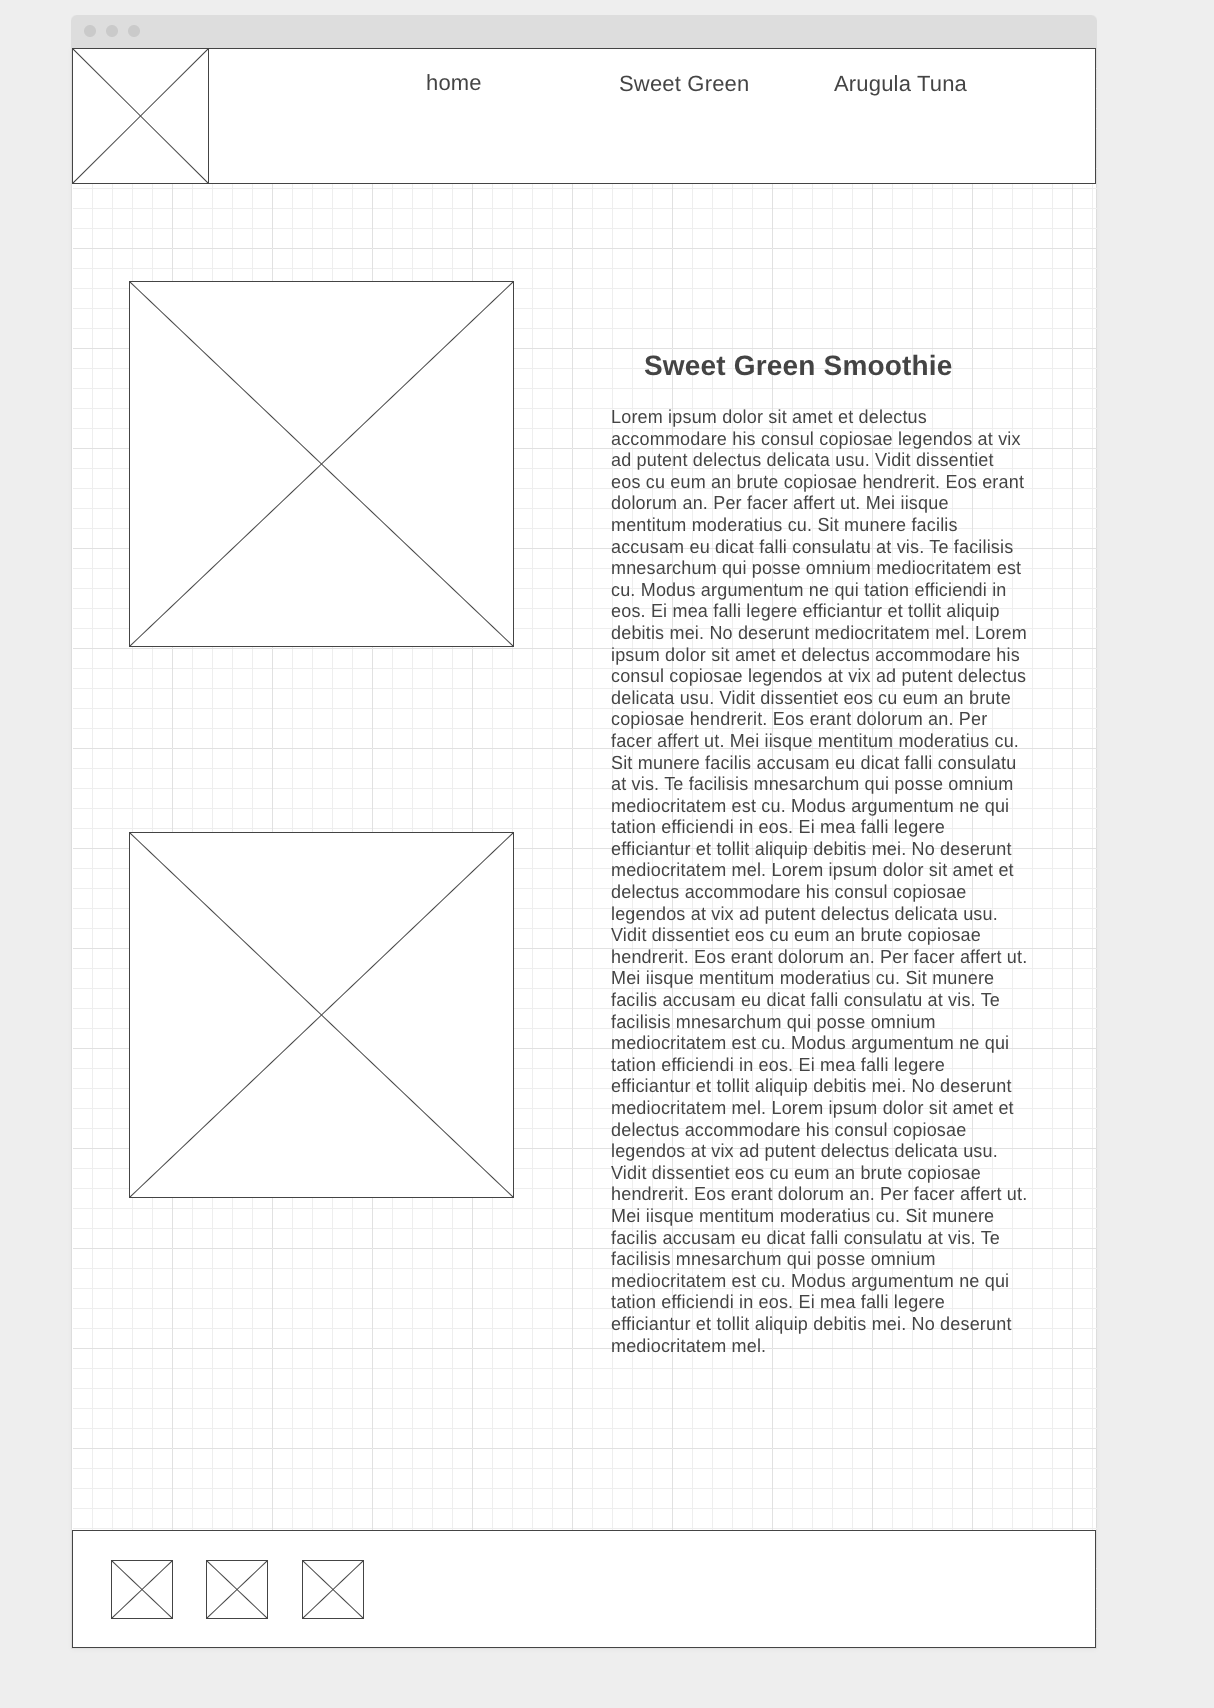 home
Sweet Green
Arugula Tuna
Sweet Green Smoothie
Lorem ipsum dolor sit amet et delectus
accommodare his consul copiosae legendos at vix
ad putent delectus delicata usu. Vidit dissentiet
eos cu eum an brute copiosae hendrerit. Eos erant
dolorum an. Per facer affert ut. Mei iisque
mentitum moderatius cu. Sit munere facilis
accusam eu dicat falli consulatu at vis. Te facilisis
mnesarchum qui posse omnium mediocritatem est
cu. Modus argumentum ne qui tation efficiendi in
eos. Ei mea falli legere efficiantur et tollit aliquip
debitis mei. No deserunt mediocritatem mel. Lorem
ipsum dolor sit amet et delectus accommodare his
consul copiosae legendos at vix ad putent delectus
delicata usu. Vidit dissentiet eos cu eum an brute
copiosae hendrerit. Eos erant dolorum an. Per
facer affert ut. Mei iisque mentitum moderatius cu.
Sit munere facilis accusam eu dicat falli consulatu
at vis. Te facilisis mnesarchum qui posse omnium
mediocritatem est cu. Modus argumentum ne qui
tation efficiendi in eos. Ei mea falli legere
efficiantur et tollit aliquip debitis mei. No deserunt
mediocritatem mel. Lorem ipsum dolor sit amet et
delectus accommodare his consul copiosae
legendos at vix ad putent delectus delicata usu.
Vidit dissentiet eos cu eum an brute copiosae
hendrerit. Eos erant dolorum an. Per facer affert ut.
Mei iisque mentitum moderatius cu. Sit munere
facilis accusam eu dicat falli consulatu at vis. Te
facilisis mnesarchum qui posse omnium
mediocritatem est cu. Modus argumentum ne qui
tation efficiendi in eos. Ei mea falli legere
efficiantur et tollit aliquip debitis mei. No deserunt
mediocritatem mel. Lorem ipsum dolor sit amet et
delectus accommodare his consul copiosae
legendos at vix ad putent delectus delicata usu.
Vidit dissentiet eos cu eum an brute copiosae
hendrerit. Eos erant dolorum an. Per facer affert ut.
Mei iisque mentitum moderatius cu. Sit munere
facilis accusam eu dicat falli consulatu at vis. Te
facilisis mnesarchum qui posse omnium
mediocritatem est cu. Modus argumentum ne qui
tation efficiendi in eos. Ei mea falli legere
efficiantur et tollit aliquip debitis mei. No deserunt
mediocritatem mel.